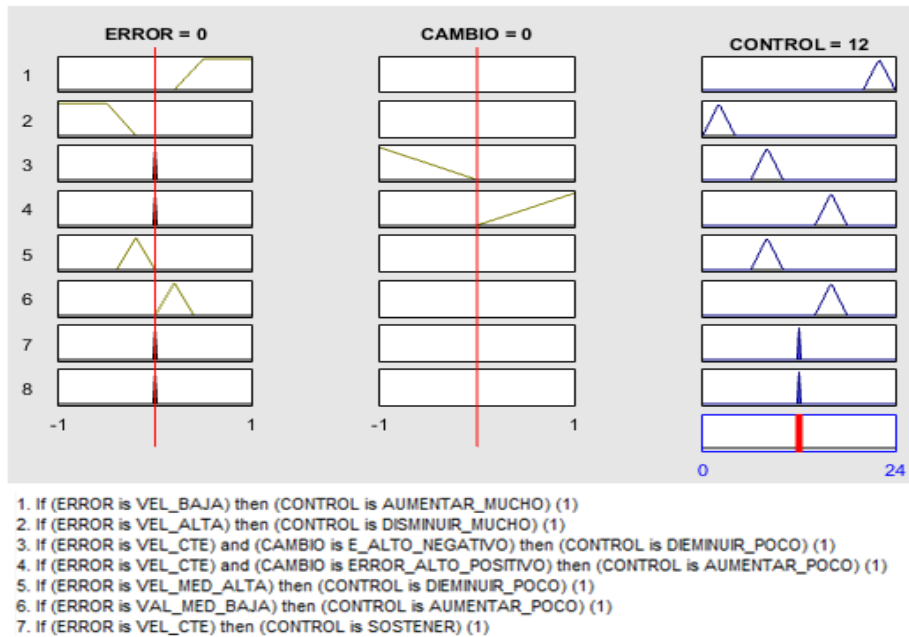 ERROR = 0 CAMBIO = 0 CONTROL = 12
1
2
3
4
5
6
7
8
-1 1 -1 1
0 24
1. If (ERROR is VEL_BAJA) then (CONTROL is AUMENTAR_MUCHO) (1)
2. If (ERROR is VEL_ALTA) then (CONTROL is DISMINUIR_MUCHO) (1)
3. If (ERROR is VEL_CTE) and (CAMBIO is E_ALTO_NEGATIVO) then (CONTROL is DIEMINUIR_POCO) (1)
4. If (ERROR is VEL_CTE) and (CAMBIO is ERROR_ALTO_POSITIVO) then (CONTROL is AUMENTAR_POCO) (1)
5. If (ERROR is VEL_MED_ALTA) then (CONTROL is DIEMINUIR_POCO) (1)
6. If (ERROR is VAL_MED_BAJA) then (CONTROL is AUMENTAR_POCO) (1)
7. If (ERROR is VEL_CTE) then (CONTROL is SOSTENER) (1)